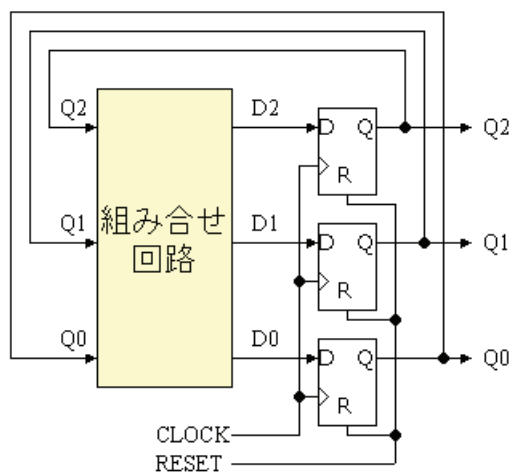 Q2 D2 D Q Q2
R
Q1 組み合せ D1 D Q Q1
回路
R
Q0 D0 D Q Q0
R
CLOCK
RESET